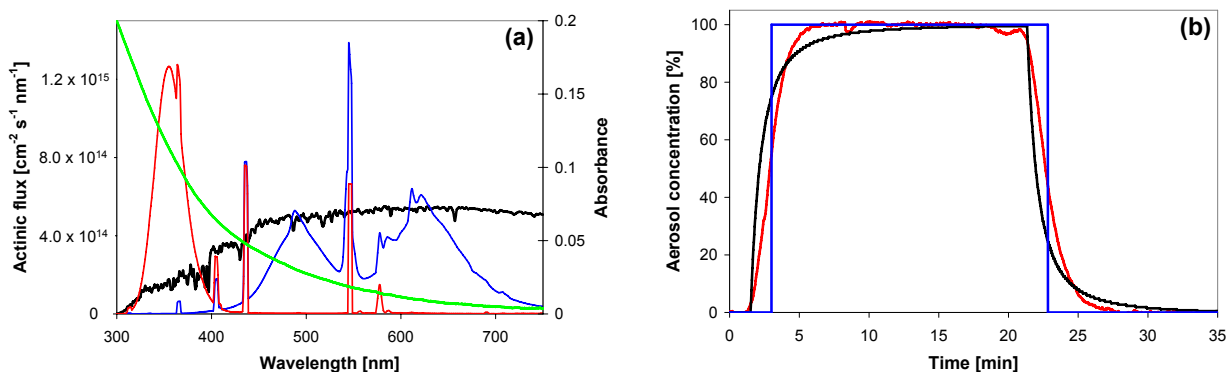 (a)
Actinic flux [cm⁻² s⁻¹ nm⁻¹]
1.2 x 10¹⁵
8.0 x 10¹⁴
4.0 x 10¹⁴
0
0.2
0.15
0.1
0.05
0
Absorbance
300 400 500 600 700
Wavelength [nm]
(b)
Aerosol concentration [%]
100
80
60
40
20
0
0 5 10 15 20 25 30 35
Time [min]